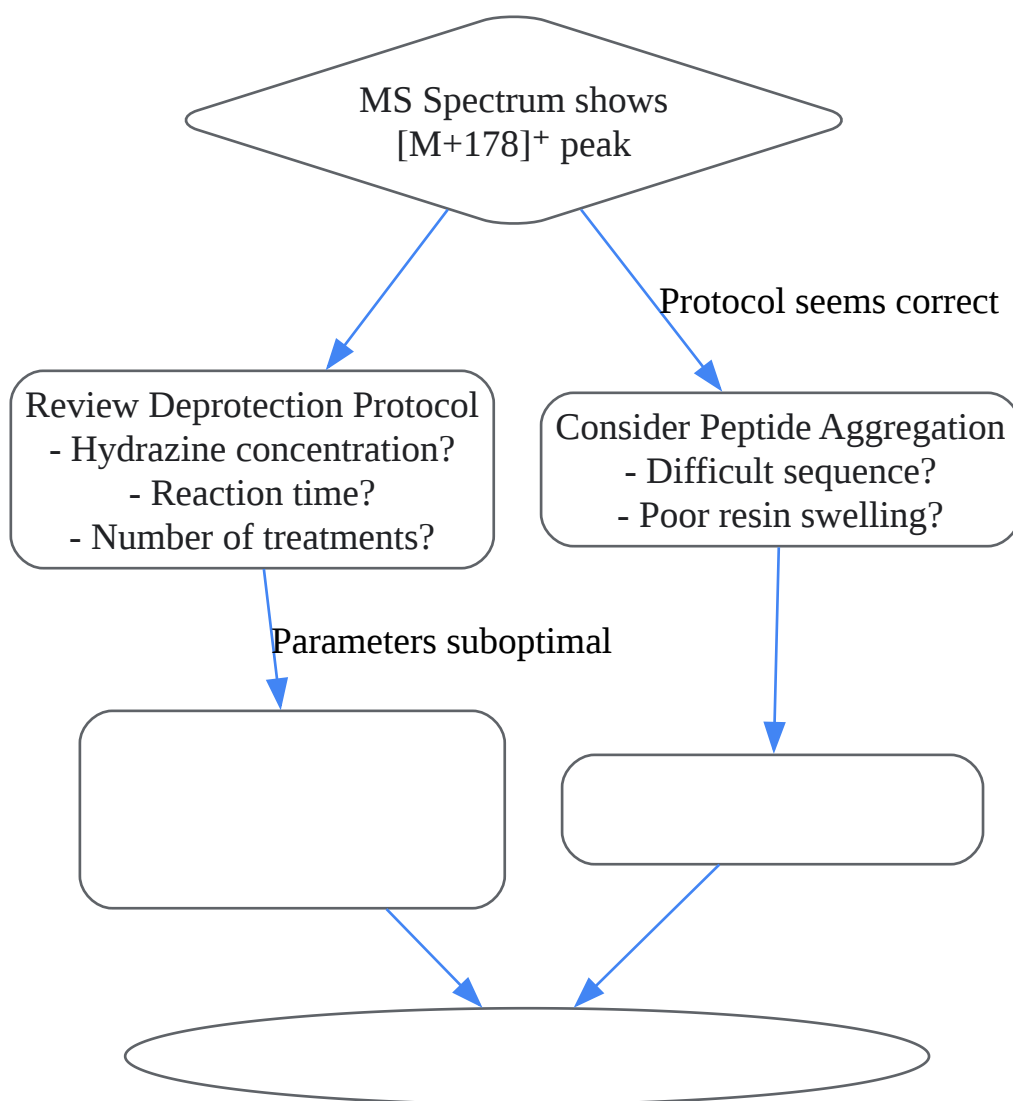 MS Spectrum shows
[M+178]⁺ peak
Protocol seems correct
Review Deprotection Protocol
- Hydrazine concentration?
- Reaction time?
- Number of treatments?
Consider Peptide Aggregation
- Difficult sequence?
- Poor resin swelling?
Parameters suboptimal